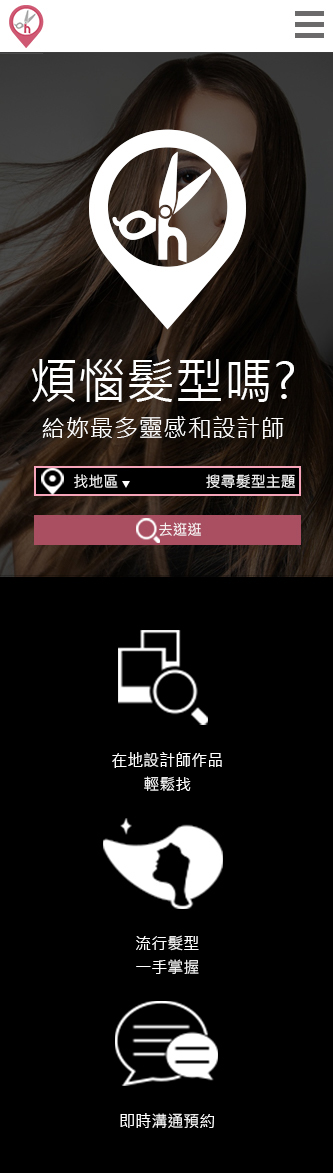 oh
oh
煩惱髮型嗎?
給妳最多靈感和設計師
找地區 搜尋髮型主題
去逛逛
在地設計師作品
輕鬆找
流行髮型
一手掌握
即時溝通預約